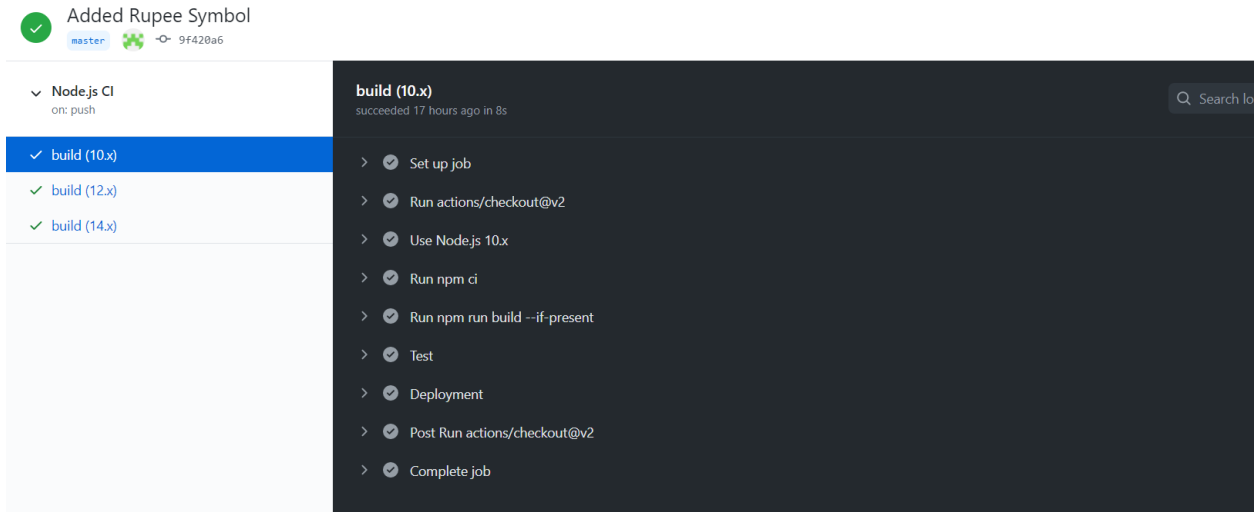 Added Rupee Symbol
master 9f420a6
Node.js CI
on: push
build (10.x)
build (12.x)
build (14.x)
build (10.x)
succeeded 17 hours ago in 8s
Search lo
Set up job
Run actions/checkout@v2
Use Node.js 10.x
Run npm ci
Run npm run build --if-present
Test
Deployment
Post Run actions/checkout@v2
Complete job